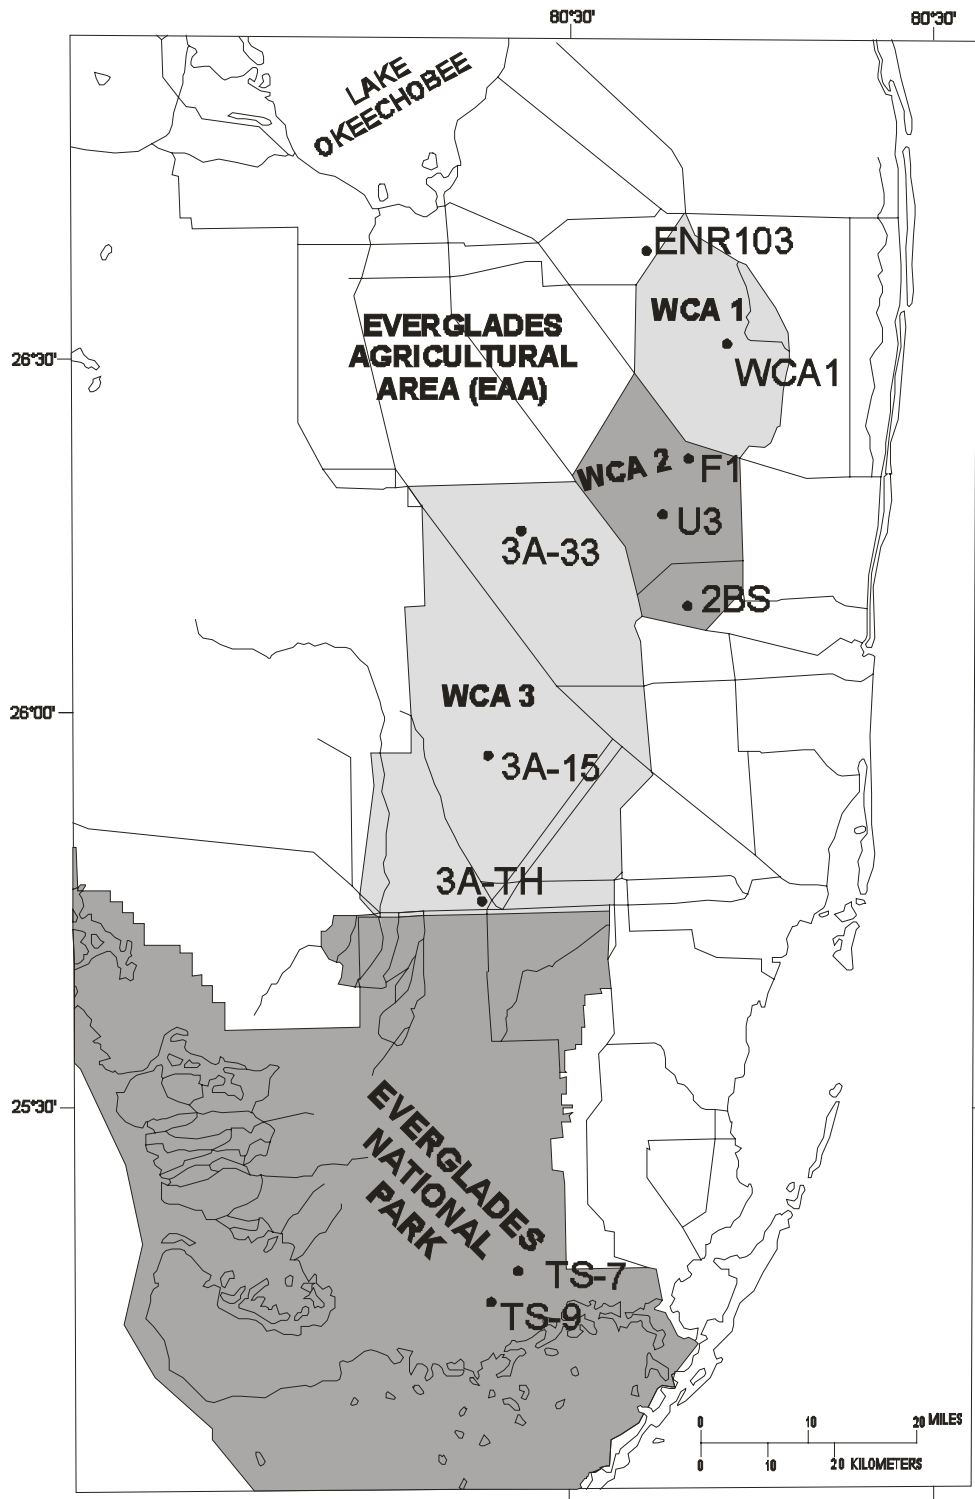 80°30'
80°30'
LAKE
OKEECHOBEE
ENR103
WCA 1
EVERGLADES
AGRICULTURAL
AREA (EAA)
26°30'
WCA1
WCA 2
F1
U3
3A-33
2BS
WCA 3
26°00'
3A-15
3A-TH
25°30'
EVERGLADES
NATIONAL
PARK
TS-7
TS-9
0 10 20 MILES
0 10 20 KILOMETERS